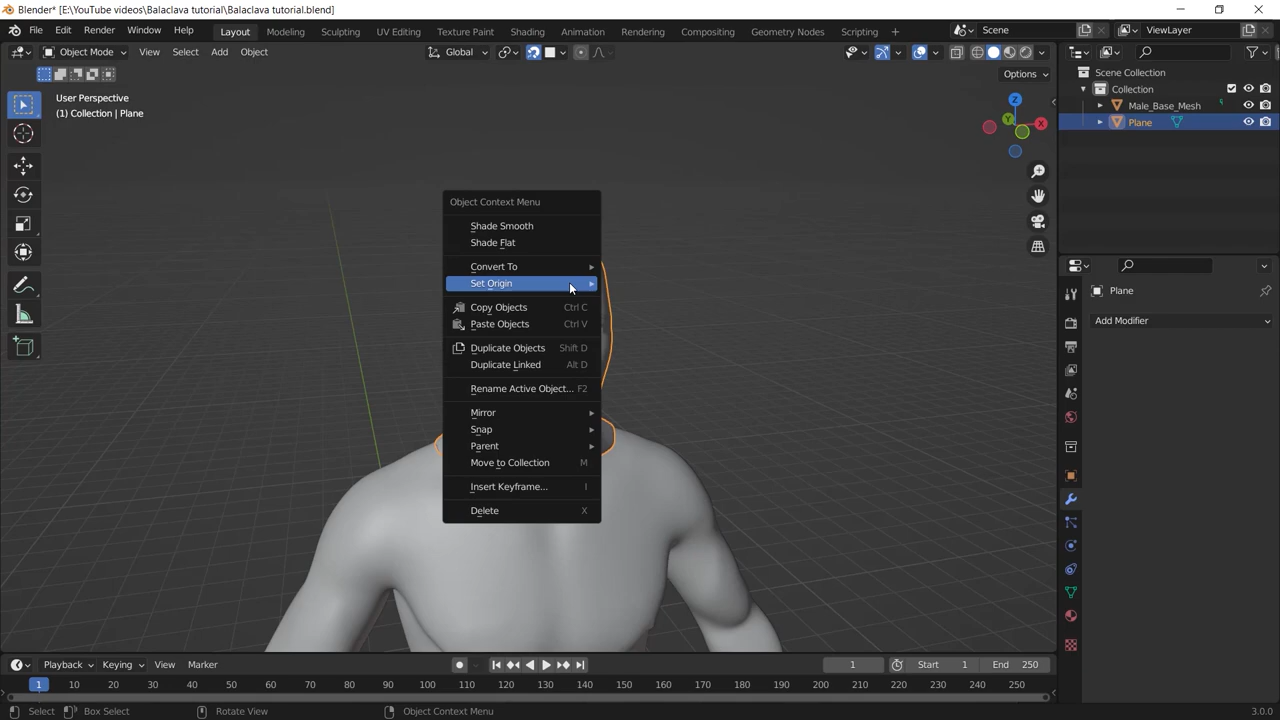 Blender* [E:\YouTube videos\Balaclava tutorial\Balaclava tutorial.blend]
File Edit Render Window Help Layout Modeling Sculpting UV Editing Texture Paint Shading Animation Rendering Compositing Geometry Nodes Scripting + Scene ViewLayer
Object Mode View Select Add Object Global
Options
User Perspective
(1) Collection | Plane
Scene Collection
Collection
Male_Base_Mesh
Plane
Z
Y
X
Object Context Menu
Shade Smooth
Shade Flat
Convert To
Set Origin
Copy Objects Ctrl C
Paste Objects Ctrl V
Duplicate Objects Shift D
Duplicate Linked Alt D
Rename Active Object... F2
Mirror
Snap
Parent
Move to Collection M
Insert Keyframe... I
Delete X
Plane
Add Modifier
Playback Keying View Marker 1 Start 1 End 250
1 10 20 30 40 50 60 70 80 90 100 110 120 130 140 150 160 170 180 190 200 210 220 230 240 250
Select Box Select Rotate View Object Context Menu 3.0.0